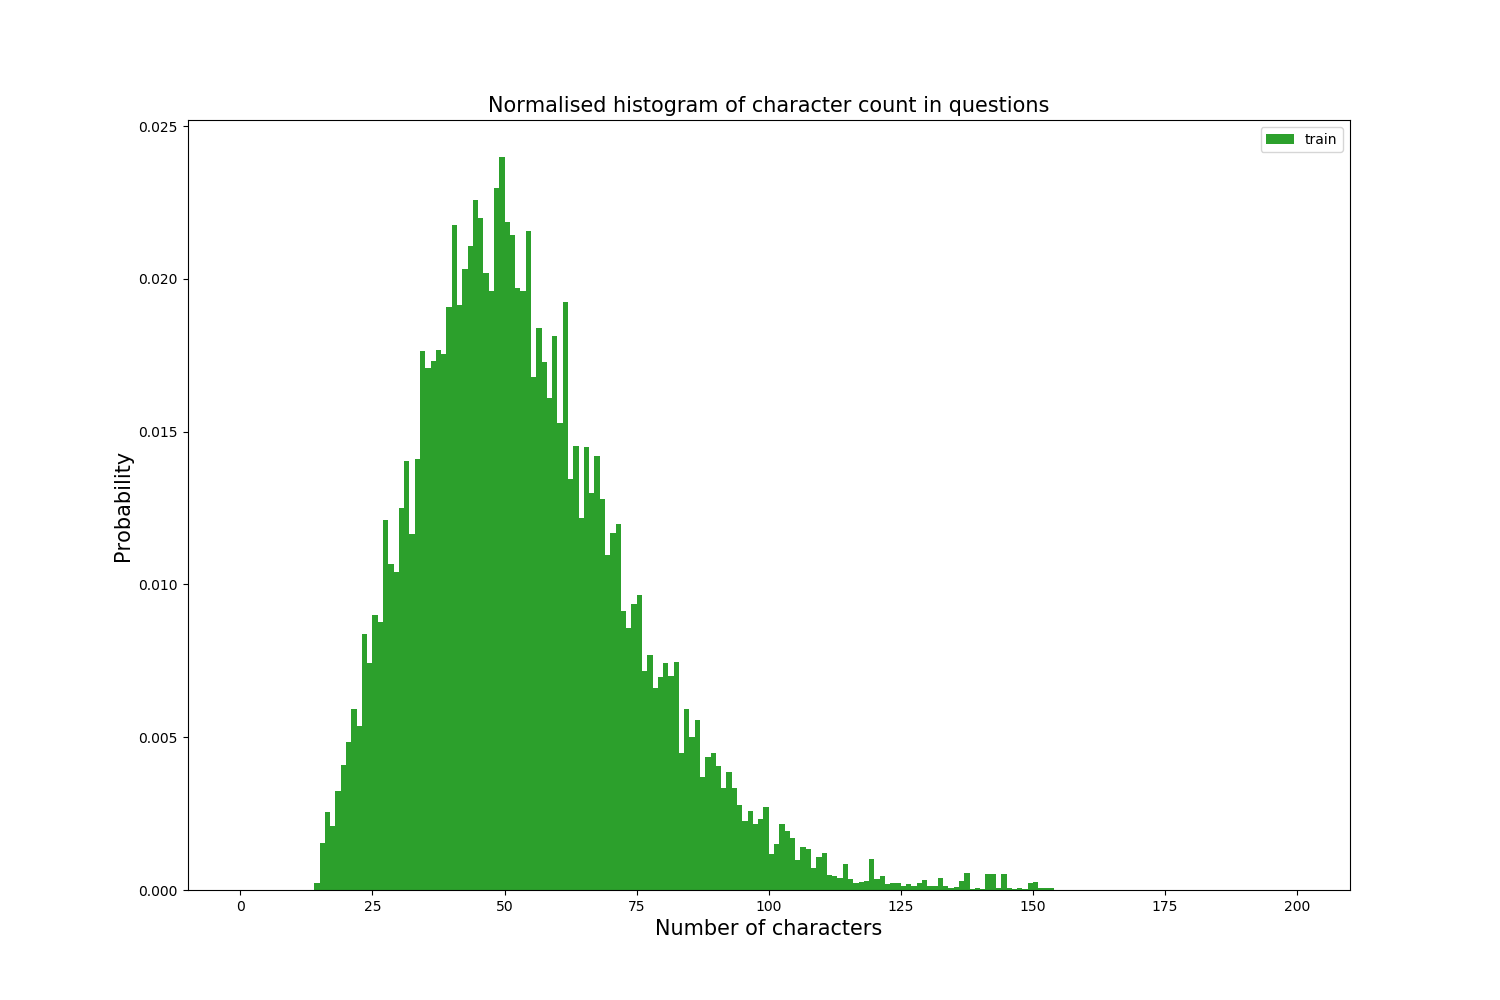 Normalised histogram of character count in questions
train
Probability
0.025
0.020
0.015
0.010
0.005
0.000
0 25 50 75 100 125 150 175 200
Number of characters